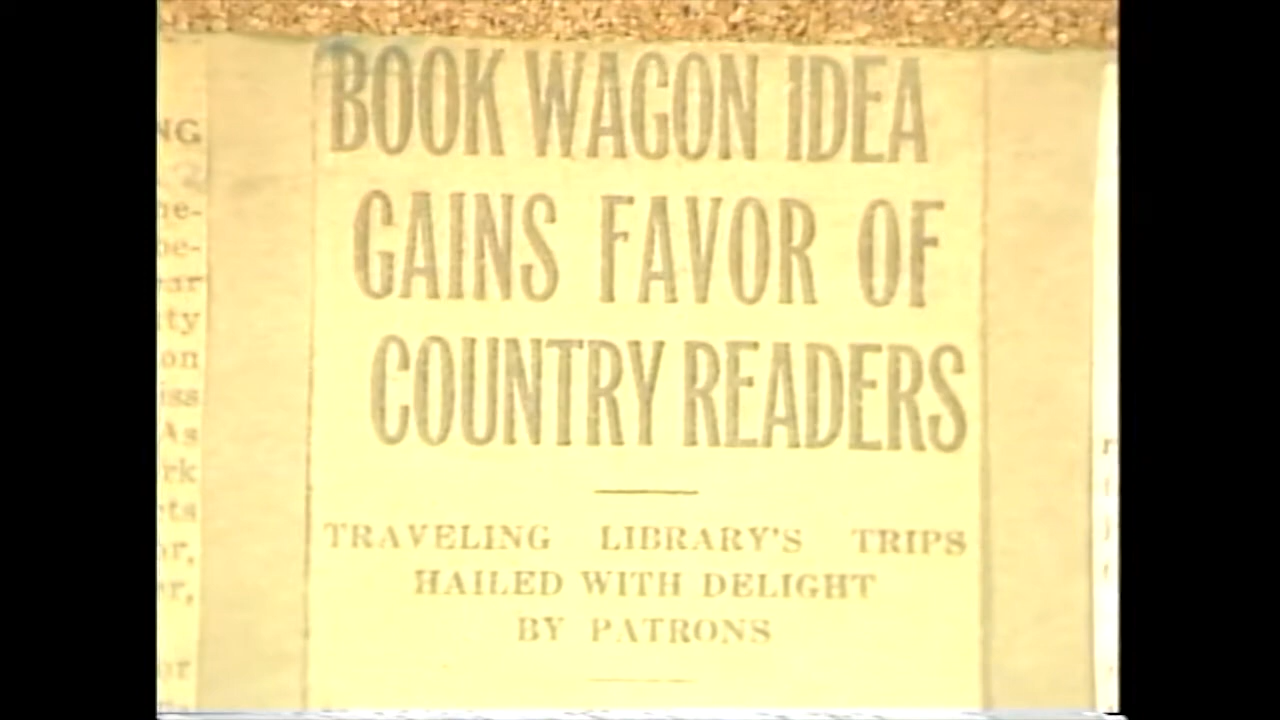 BOOK WAGON IDEA
GAINS FAVOR OF
COUNTRY READERS
TRAVELING LIBRARY'S TRIPS
HAILED WITH DELIGHT
BY PATRONS